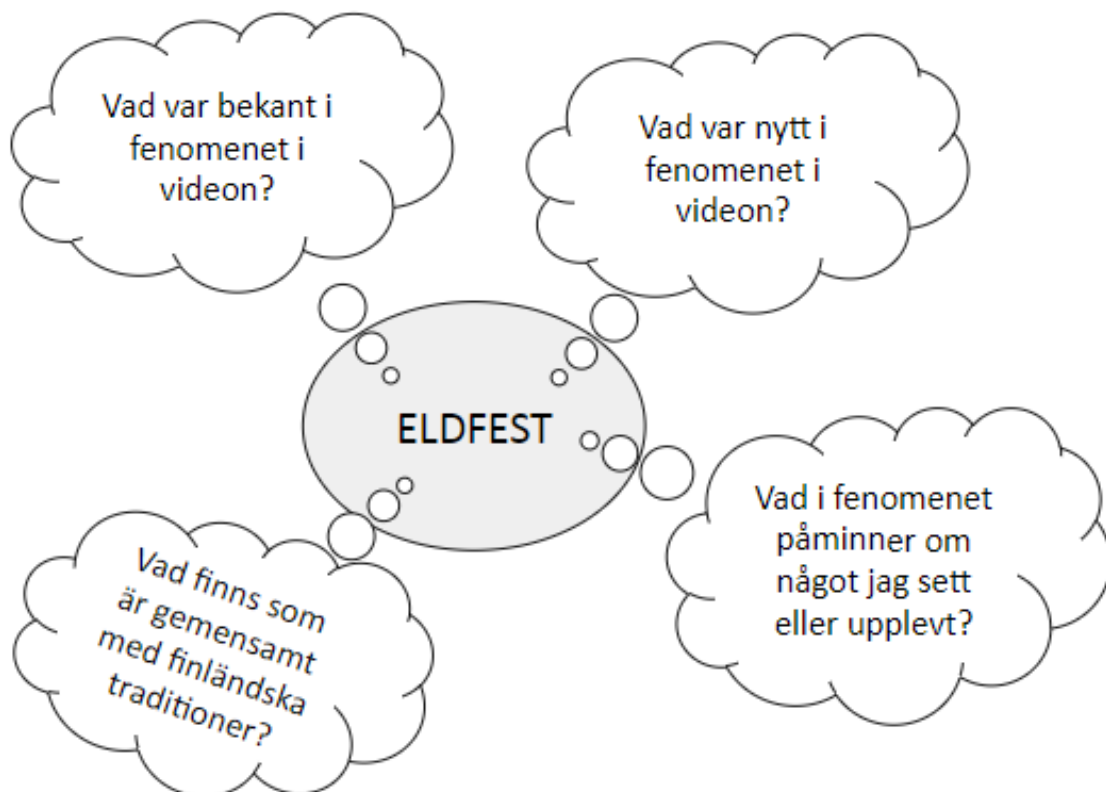 Vad var bekant i
fenomenet i
videon?
Vad var nytt i
fenomenet i
videon?
ELDFEST
Vad i fenomenet
påminner om
något jag sett
eller upplevt?
Vad finns som
är gemensamt
med finländska
traditioner?